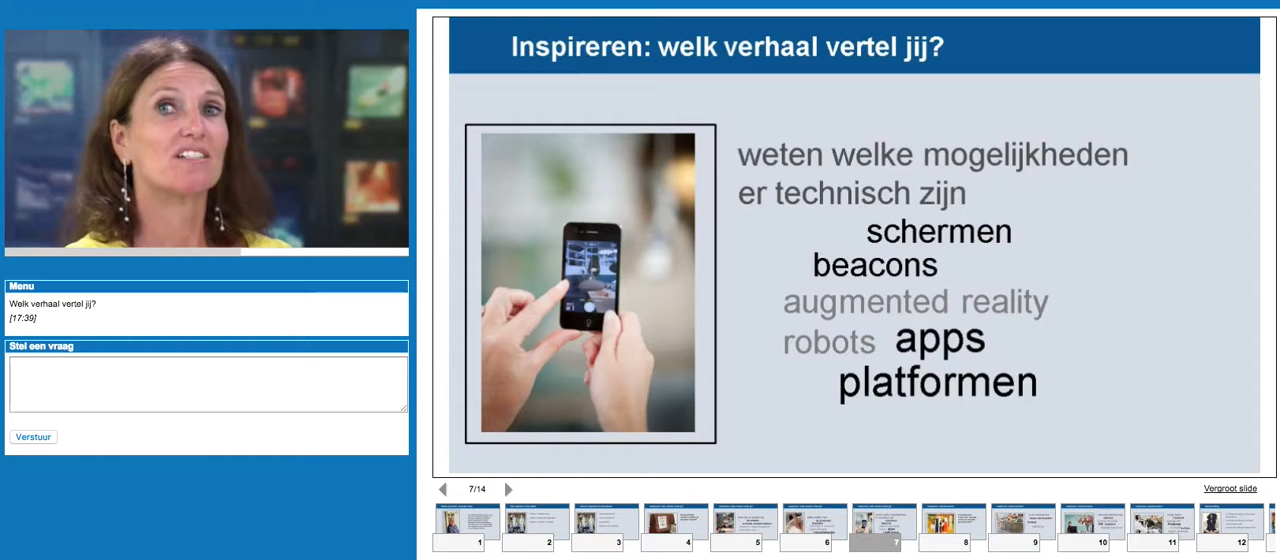 Inspireren: welk verhaal vertel jij?
weten welke mogelijkheden
er technisch zijn
schermen
beacons
augmented reality
robots apps
platformen
Menu
Welk verhaal vertel jij?
[17:39]
Stel een vraag
Verstuur
7/14
Vergroot slide
1 2 3 4 5 6 7 8 9 10 11 12